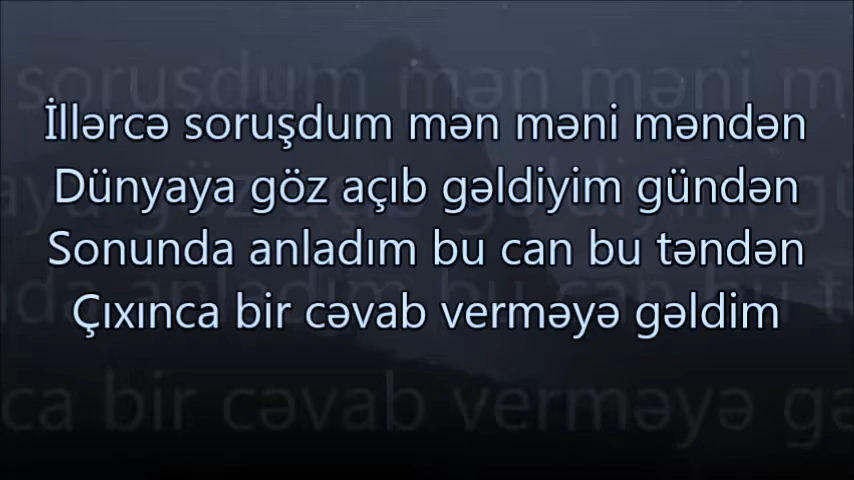 İllərcə soruşdum mən məni məndən
Dünyaya göz açıb gəldiyim gündən
Sonunda anladım bu can bu təndən
Çıxınca bir cəvab verməyə gəldim